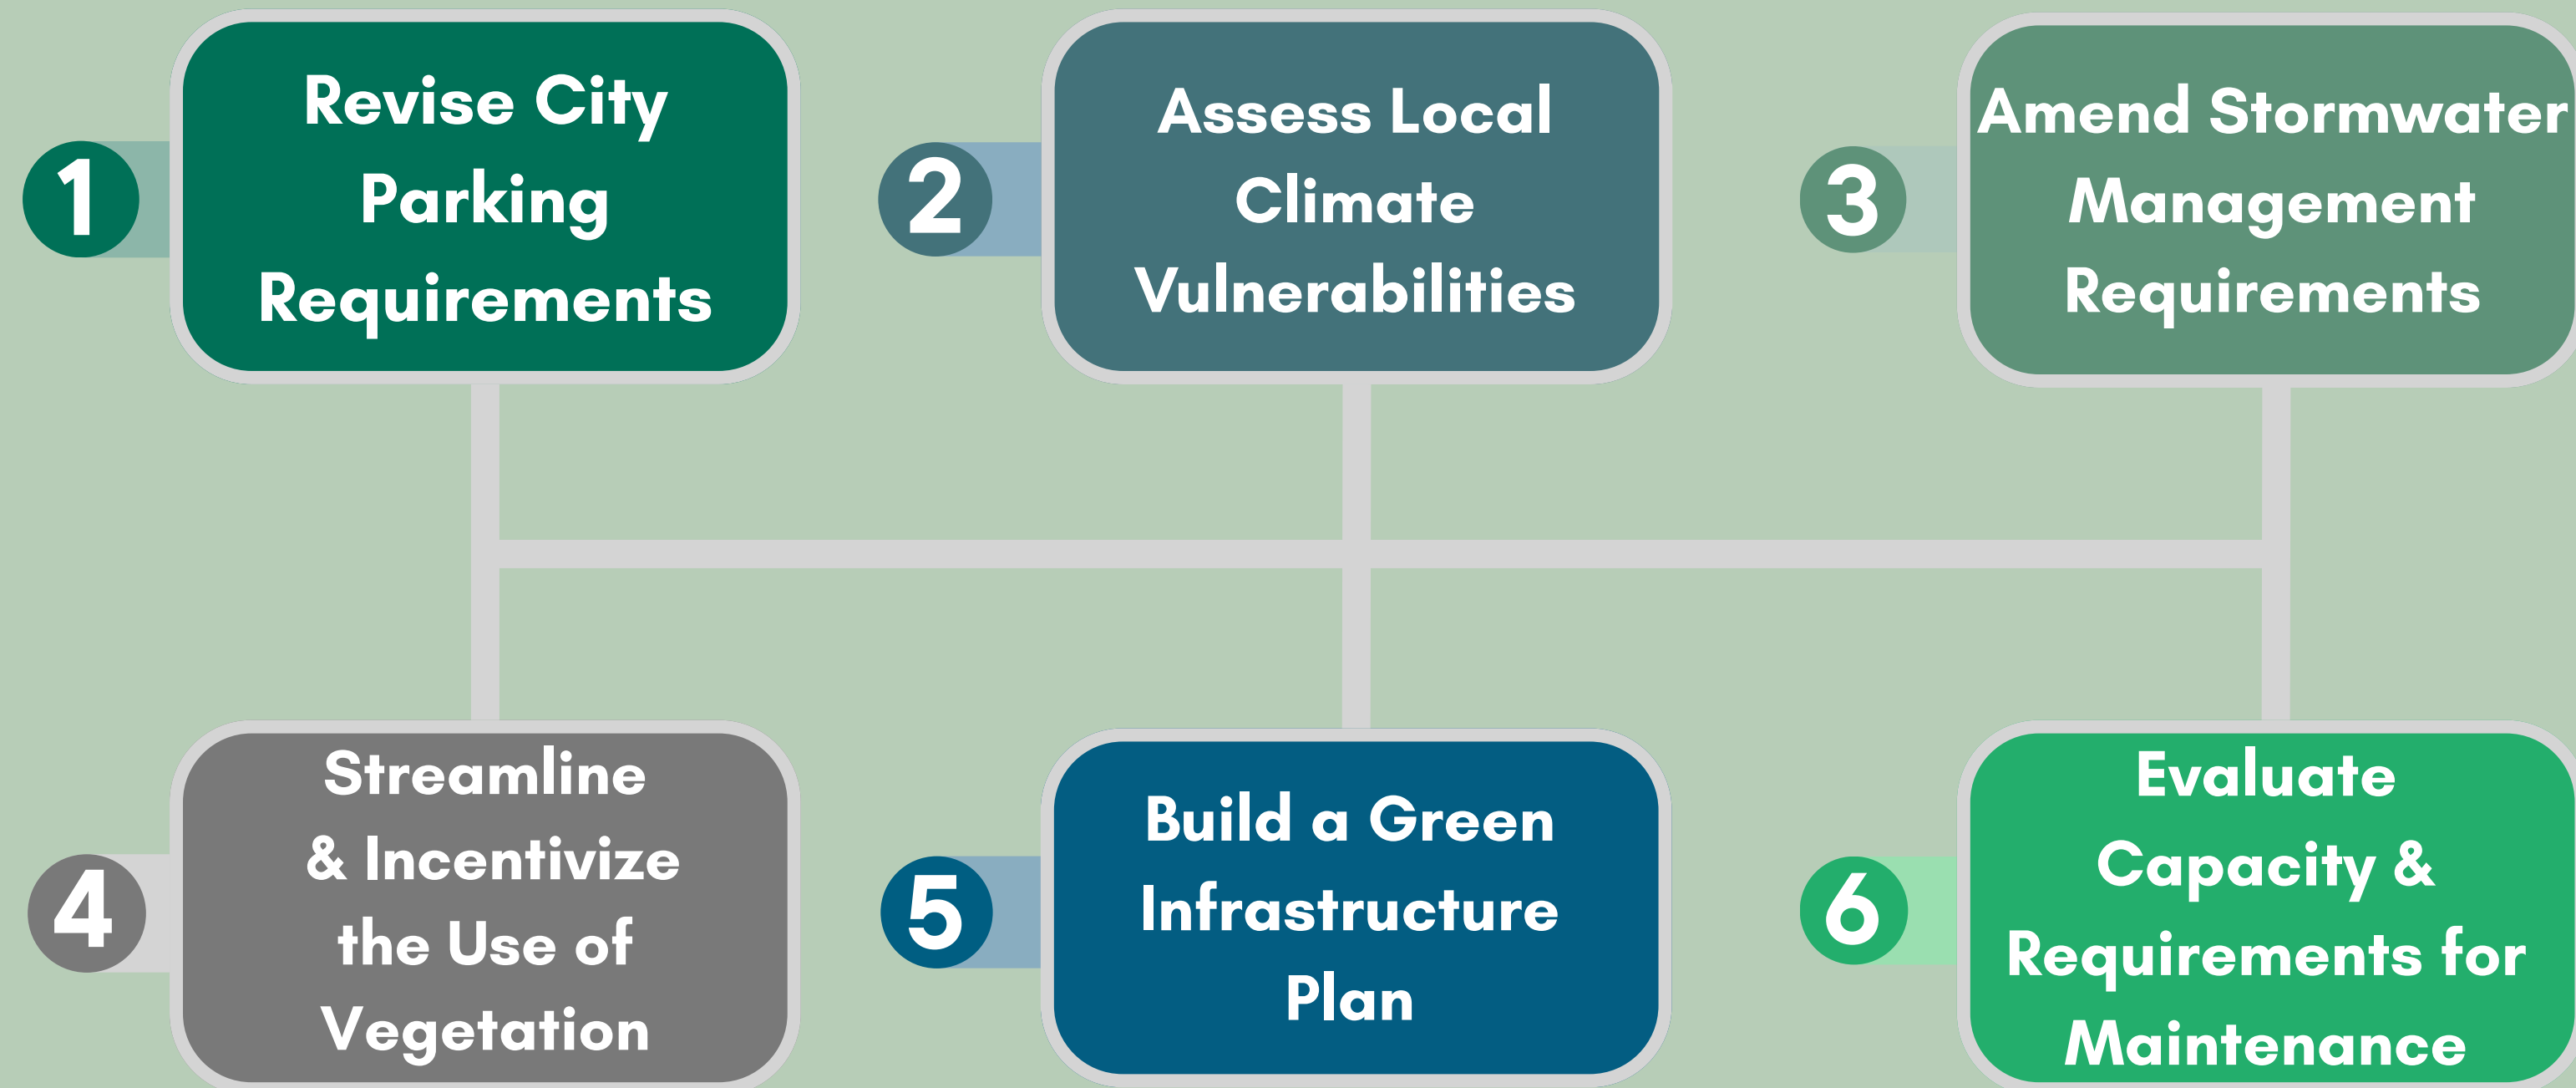 1
Revise City
Parking
Requirements
2
Assess Local
Climate
Vulnerabilities
3
Amend Stormwater
Management
Requirements
4
Streamline
& Incentivize
the Use of
Vegetation
5
Build a Green
Infrastructure
Plan
6
Evaluate
Capacity &
Requirements for
Maintenance